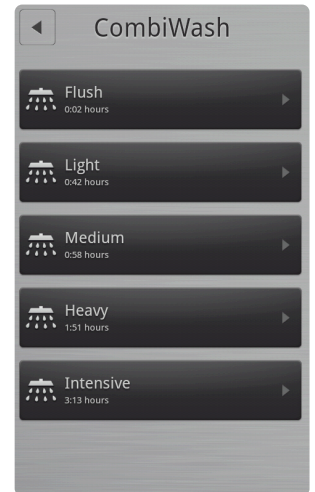 CombiWash
Flush
0:02 hours
Light
0:42 hours
Medium
0:58 hours
Heavy
1:51 hours
Intensive
3:13 hours